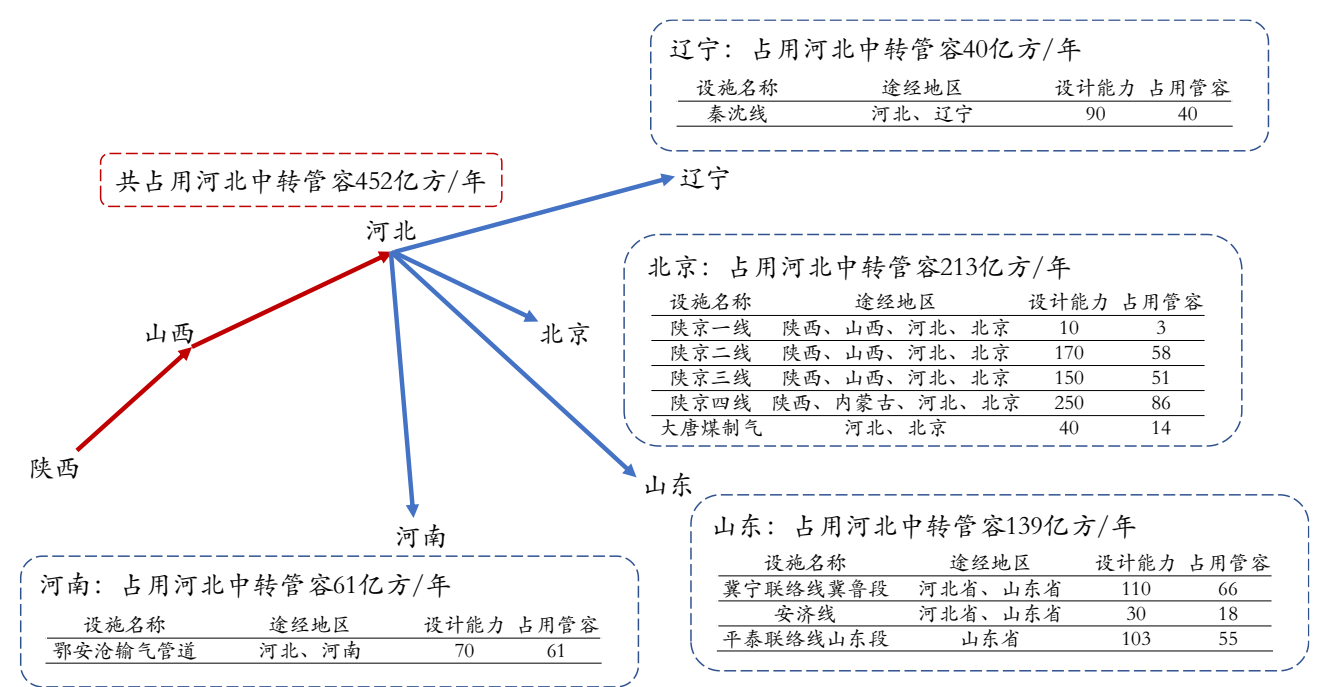 辽宁：占用河北中转管容40亿方/年
设施名称 途经地区 设计能力 占用管容
秦沈线 河北、辽宁 90 40
共占用河北中转管容452亿方/年
辽宁
河北
北京：占用河北中转管容213亿方/年
设施名称 途经地区 设计能力 占用管容
陕京一线 陕西、山西、河北、北京 10 3
陕京二线 陕西、山西、河北、北京 170 58
陕京三线 陕西、山西、河北、北京 150 51
陕京四线 陕西、内蒙古、河北、北京 250 86
大唐煤制气 河北、北京 40 14
山西
北京
陕西
山东
河南
山东：占用河北中转管容139亿方/年
设施名称 途经地区 设计能力 占用管容
冀宁联络线冀鲁段 河北省、山东省 110 66
安济线 河北省、山东省 30 18
平泰联络线山东段 山东省 103 55
河南：占用河北中转管容61亿方/年
设施名称 途经地区 设计能力 占用管容
鄂安沧输气管道 河北、河南 70 61